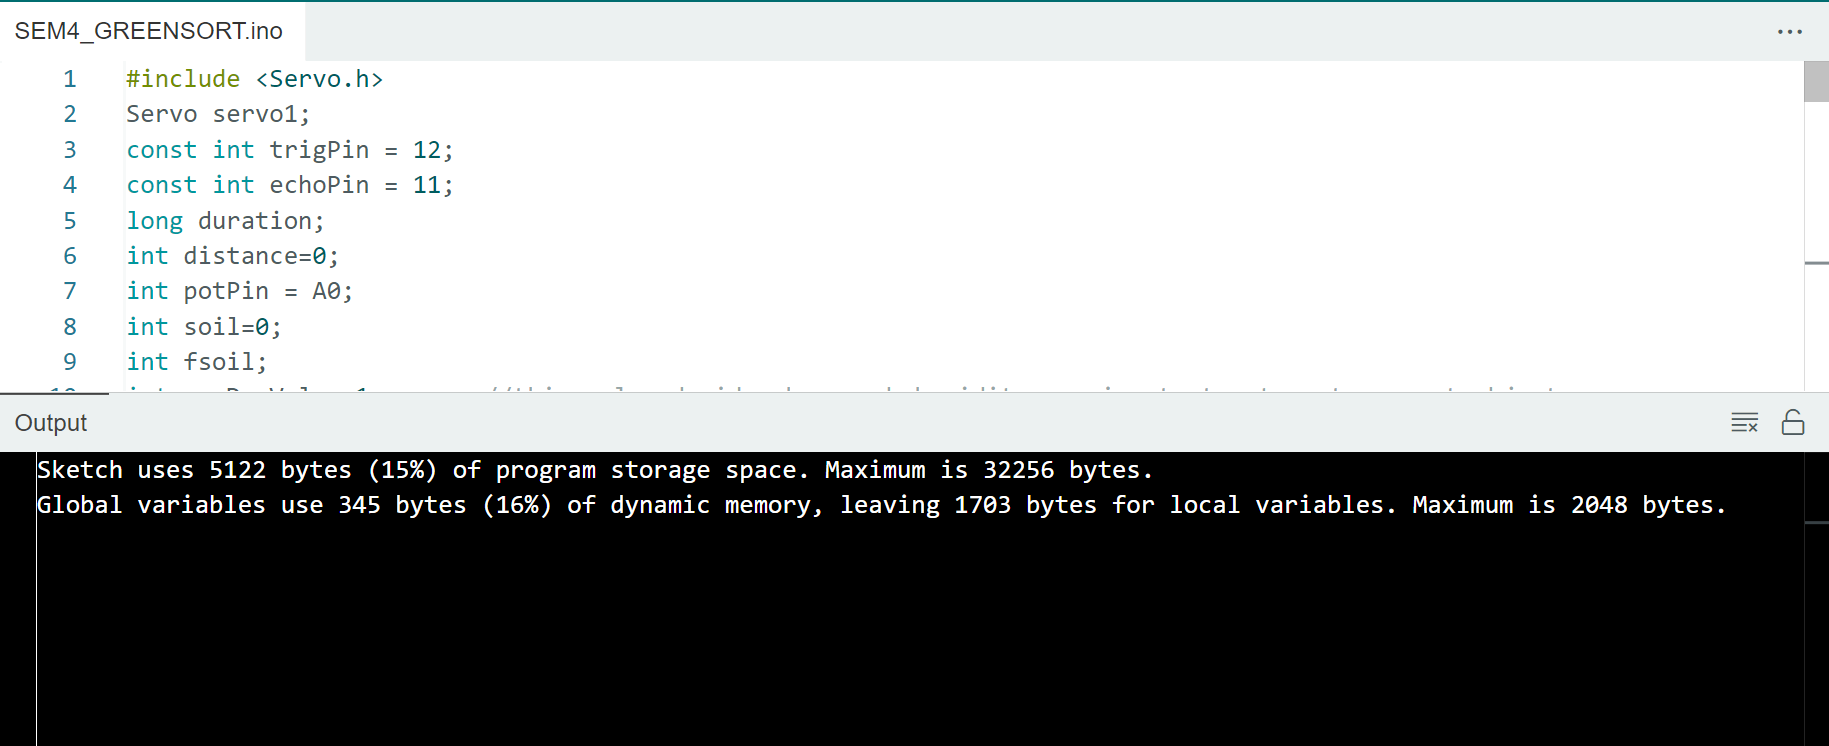 SEM4_GREENSORT.ino
1 #include <Servo.h>
2 Servo servo1;
3 const int trigPin = 12;
4 const int echoPin = 11;
5 long duration;
6 int distance=0;
7 int potPin = A0;
8 int soil=0;
9 int fsoil;
Output
Sketch uses 5122 bytes (15%) of program storage space. Maximum is 32256 bytes.
Global variables use 345 bytes (16%) of dynamic memory, leaving 1703 bytes for local variables. Maximum is 2048 bytes.